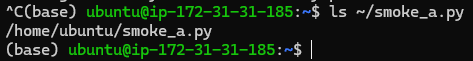 ^C(base) ubuntu@ip-172-31-31-185:~$ ls ~/smoke_a.py
/home/ubuntu/smoke_a.py
(base) ubuntu@ip-172-31-31-185:~$